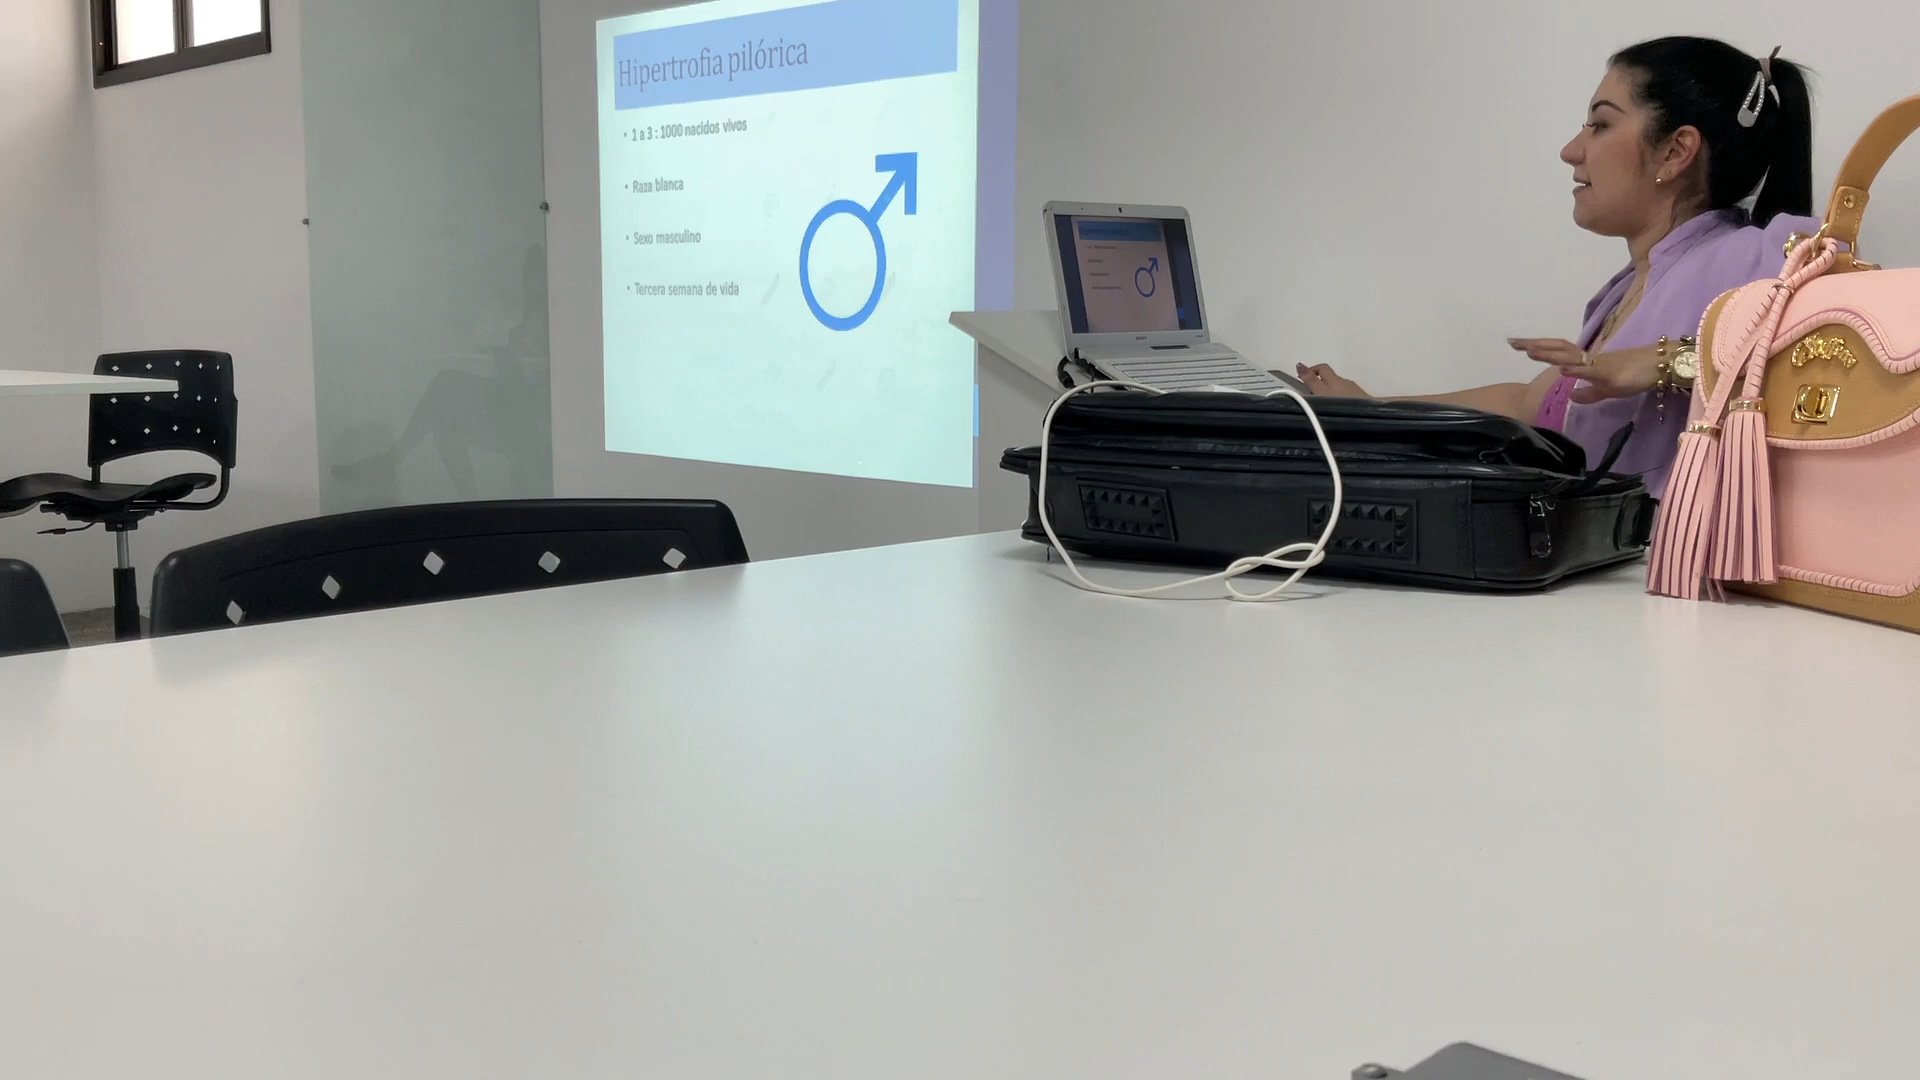 Hipertrofia pilórica
• 1 a 3 : 1000 nacidos vivos
• Raza blanca
• Sexo masculino
• Tercera semana de vida